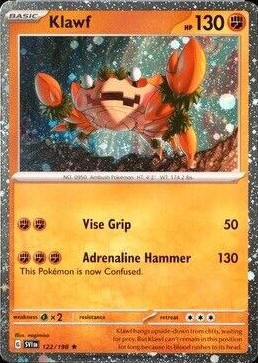 BASIC
Klawf
HP 130
NO. 0950 Ambush Pokémon HT: 4'3" WT: 174.2 lbs.
Vise Grip 50
Adrenaline Hammer 130
This Pokémon is now Confused.
weakness ×2 resistance retreat
Illus.
G SVI EN 122/198 ★
Klawf hangs upside-down from cliffs, waiting
for prey. But Klawf can't remain in this position
for long because its blood rushes to its head.